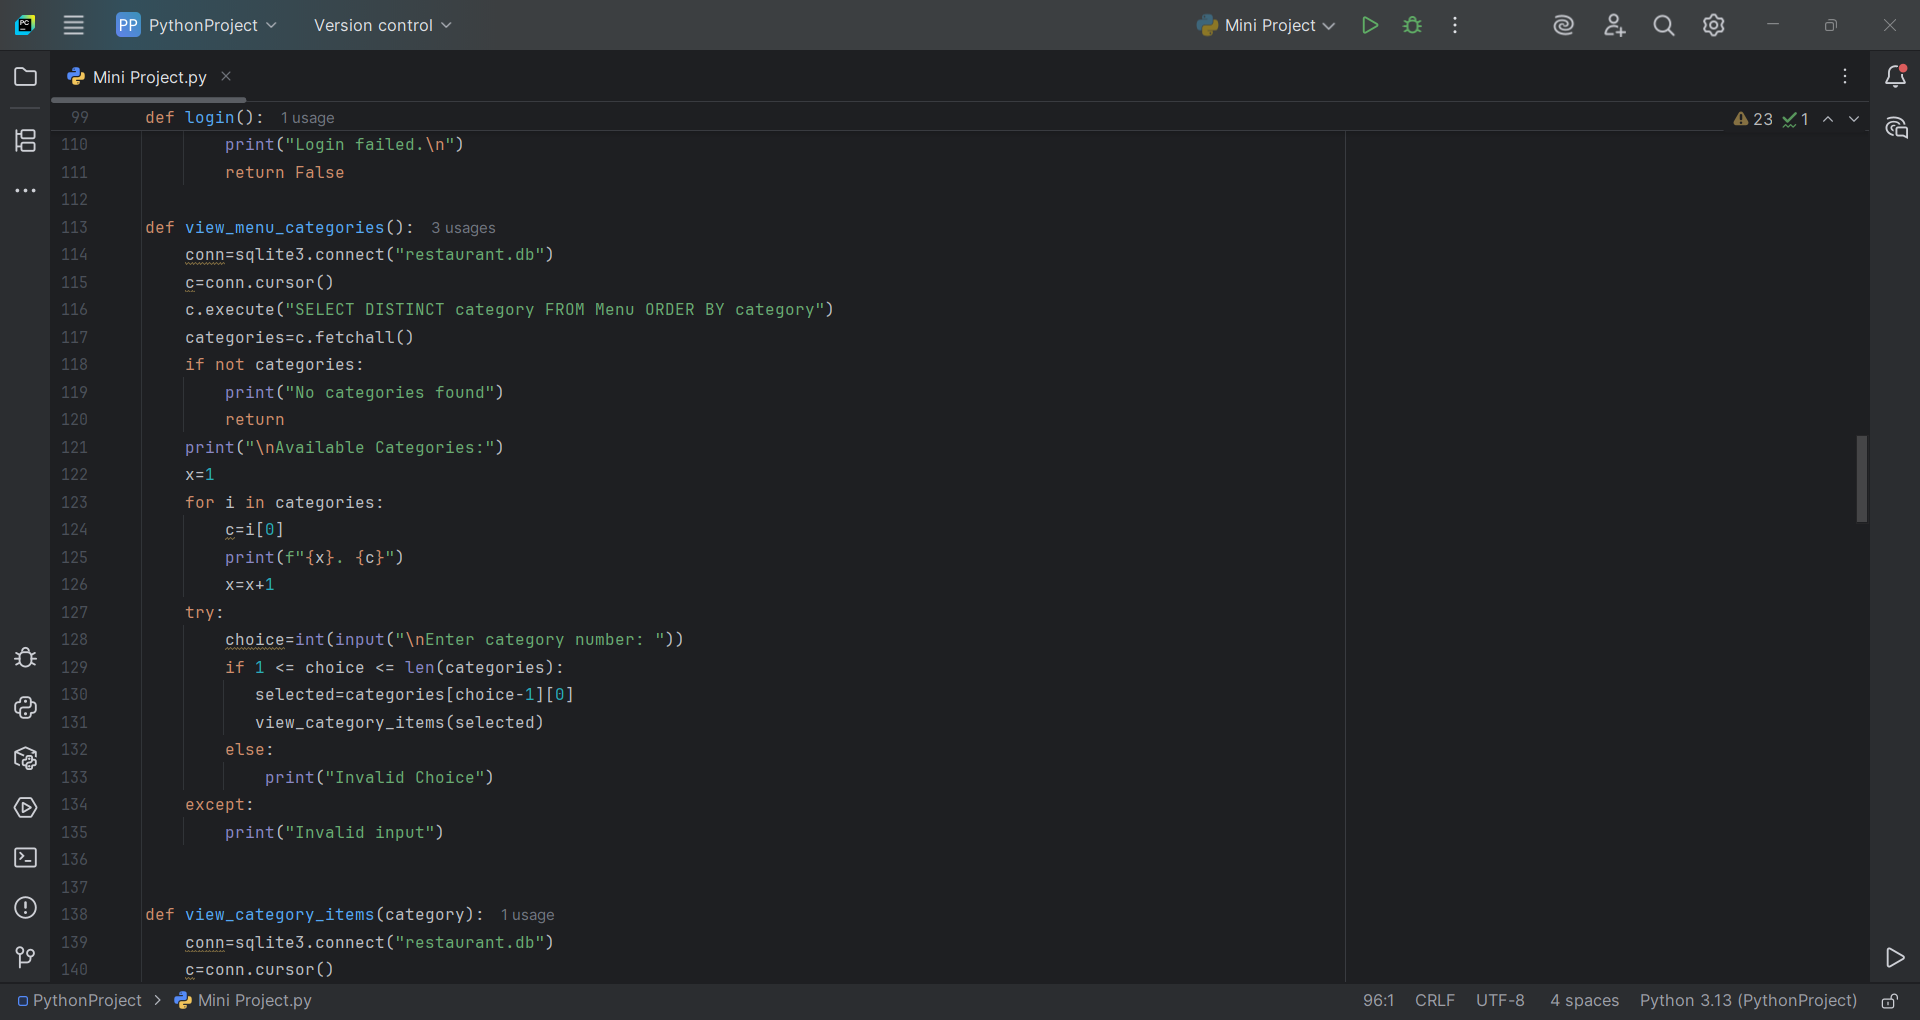 PC
PP PythonProject Version control Mini Project
Mini Project.py
99 def login(): 1 usage 23 1
110 print("Login failed.\n")
111 return False
112
113 def view_menu_categories(): 3 usages
114 conn=sqlite3.connect("restaurant.db")
115 c=conn.cursor()
116 c.execute("SELECT DISTINCT category FROM Menu ORDER BY category")
117 categories=c.fetchall()
118 if not categories:
119 print("No categories found")
120 return
121 print("\nAvailable Categories:")
122 x=1
123 for i in categories:
124 c=i[0]
125 print(f"{x}. {c}")
126 x=x+1
127 try:
128 choice=int(input("\nEnter category number: "))
129 if 1 <= choice <= len(categories):
130 selected=categories[choice-1][0]
131 view_category_items(selected)
132 else:
133 print("Invalid Choice")
134 except:
135 print("Invalid input")
136
137
138 def view_category_items(category): 1 usage
139 conn=sqlite3.connect("restaurant.db")
140 c=conn.cursor()
PythonProject > Mini Project.py 96:1 CRLF UTF-8 4 spaces Python 3.13 (PythonProject)